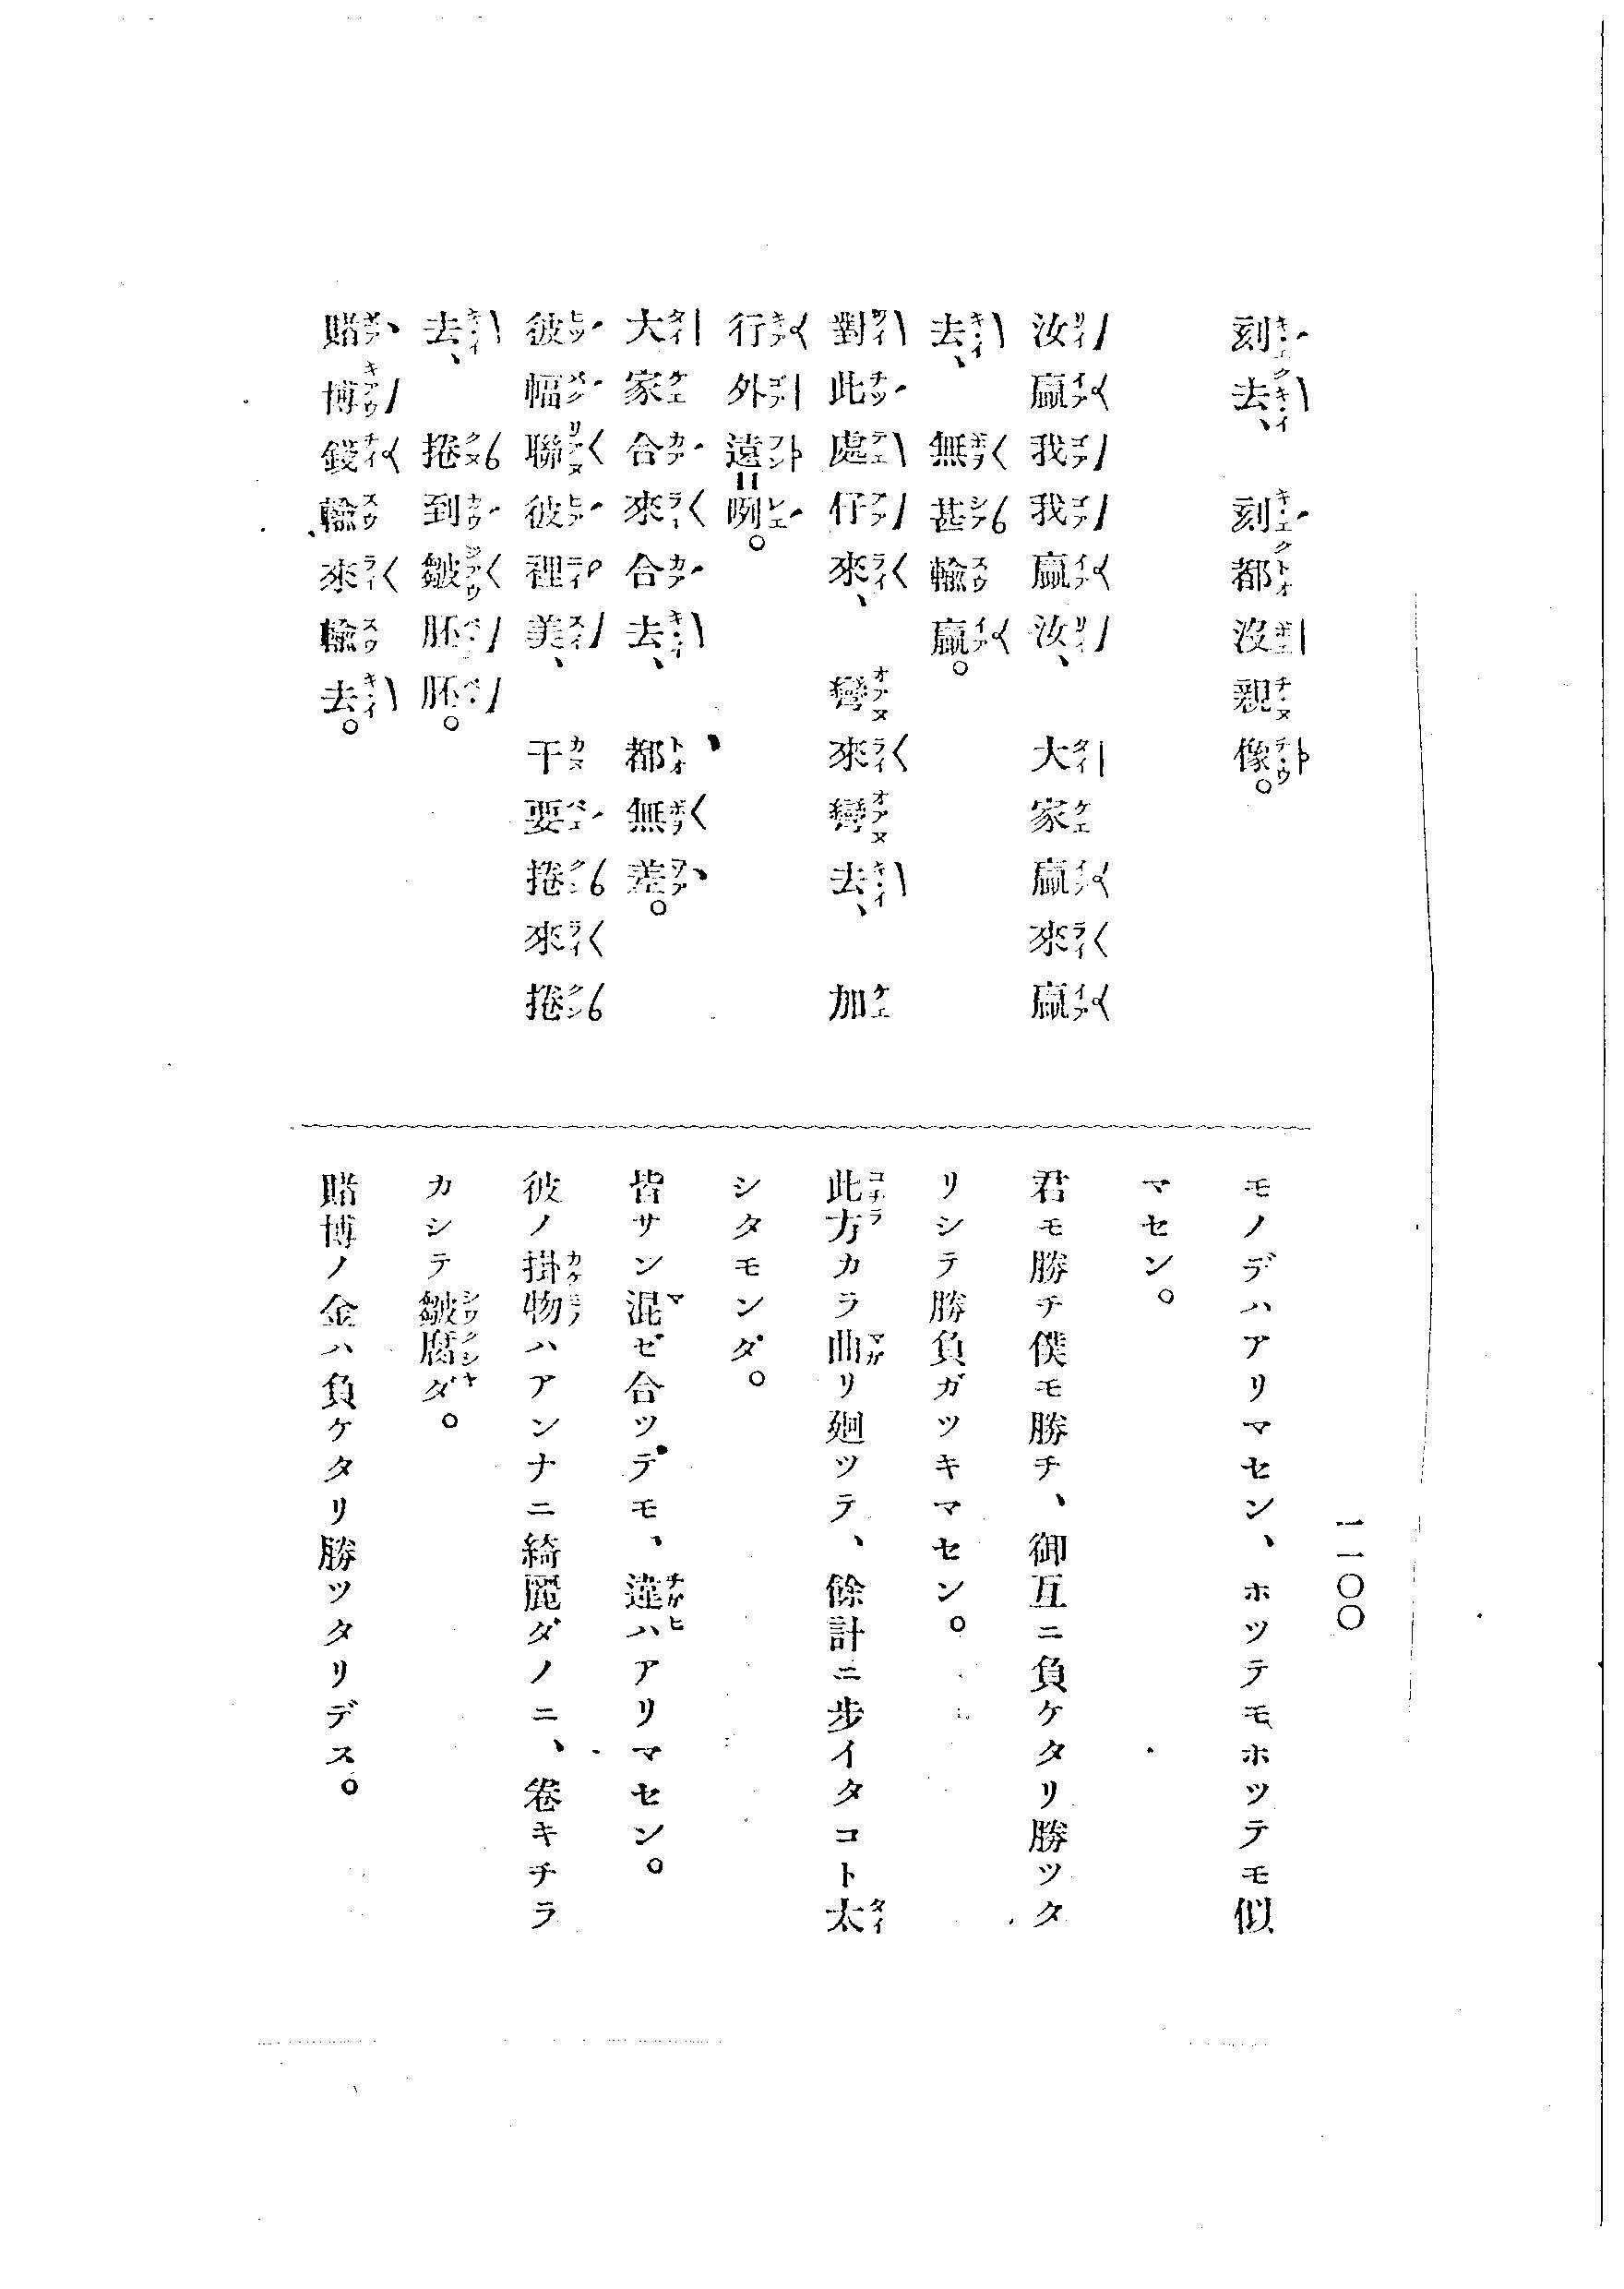 一一〇〇
刻去、 刻都沒親像。
汝贏我我贏汝、 大家贏來贏
去、 無甚輸贏。
對此處仔來、 彎來彎去、 加
行外遠＝咧。
大家合來合去、 都無差。
彼幅聯彼裡美、 干要捲來捲
去、 捲到皺胚胚。
賭博錢輸來輸去。
モノデハアリマセン、ホツテモホツテモ似
マセン。
君モ勝チ僕モ勝チ、御互ニ負ケタリ勝ツタ
リシテ勝負ガツキマセン。
此方カラ曲リ廻ツテ、餘計ニ步イタコト太
シタモンダ。
皆サン混ゼ合ツデモ、違ハアリマセン。
彼ノ掛物ハアンナニ綺麗ダノニ、卷キチラ
カシテ皺腐ダ。
賭博ノ金ハ負ケタリ勝ツタリデス。